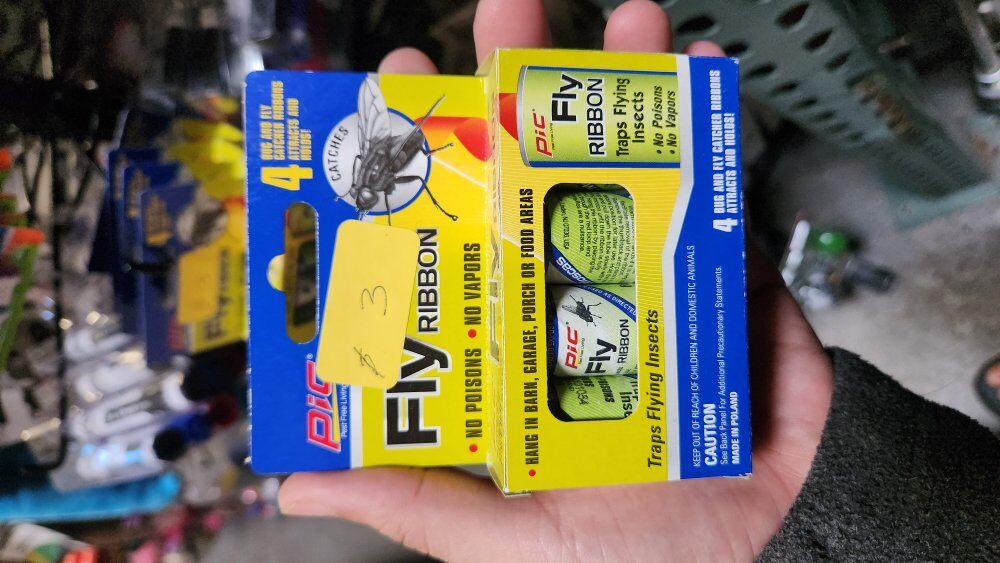 4
BUG AND FLY
CATCHER RIBBONS
ATTRACTS AND
HOLDS!
CATCHES
PIC®
Pest Free Livin
$ 3
Fly
RIBBON
• NO POISONS • NO VAPORS
PIC
Fly
RIBBON
Traps Flying
Insects
• No Poisons
• No Vapors
• HANG IN BARN, GARAGE, PORCH OR FOOD AREAS
PIC
Fly
RIBBON
Traps Flying Insects
4 BUG AND FLY CATCHER RIBBONS
ATTRACTS AND HOLDS!
KEEP OUT OF REACH OF CHILDREN AND DOMESTIC ANIMALS
CAUTION
See Back Panel For Additional Precautionary Statements
MADE IN POLAND